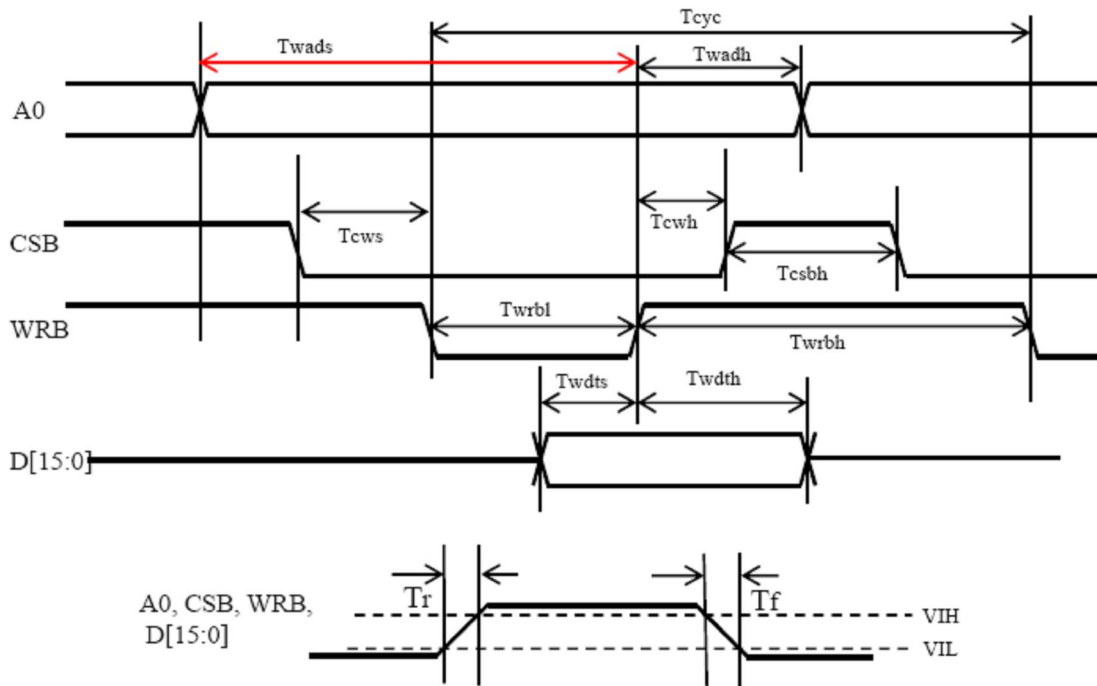 Tcyc
Twads
Twadh
A0
Tcws
Tcwh
CSB
Tcsbh
Twrbl
WRB
Twrbh
Twdts
Twdth
D[15:0]
Tr
Tf
A0, CSB, WRB,
VIH
D[15:0]
VIL